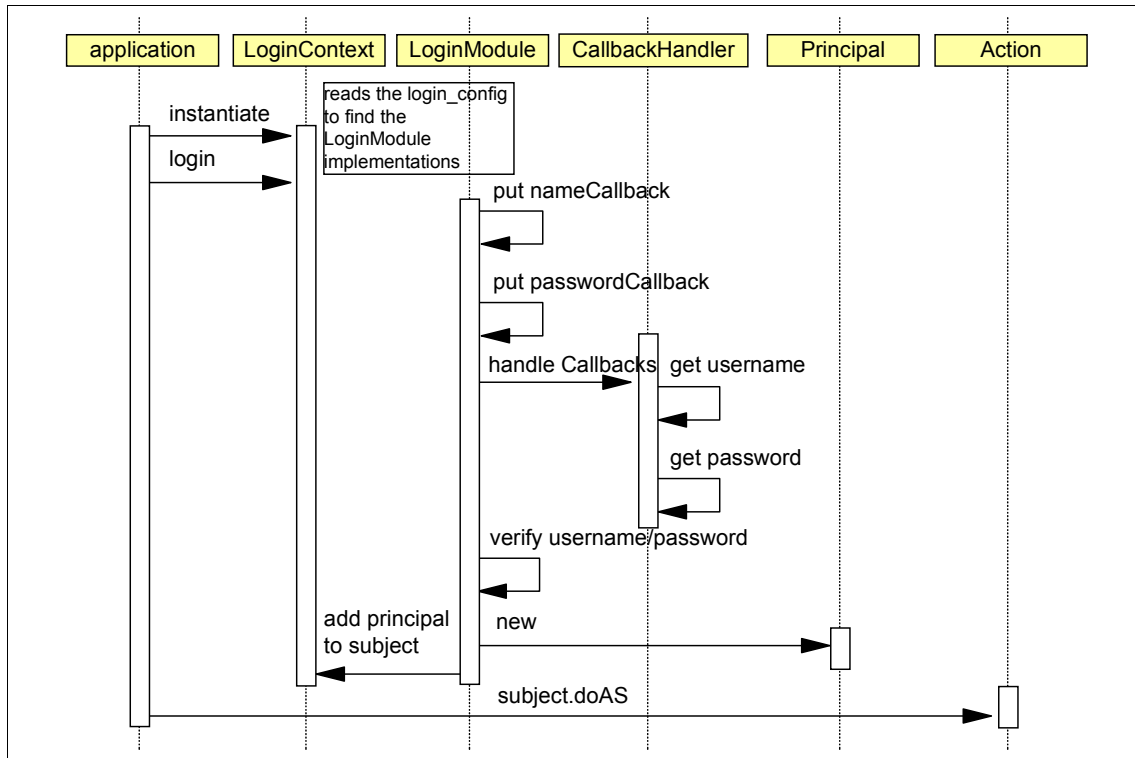 application
LoginContext
LoginModule
CallbackHandler
Principal
Action
reads the login_config
to find the
LoginModule
implementations
instantiate
login
put nameCallback
put passwordCallback
handle Callbacks
get username
get password
verify username/password
add principal
to subject
new
subject.doAS